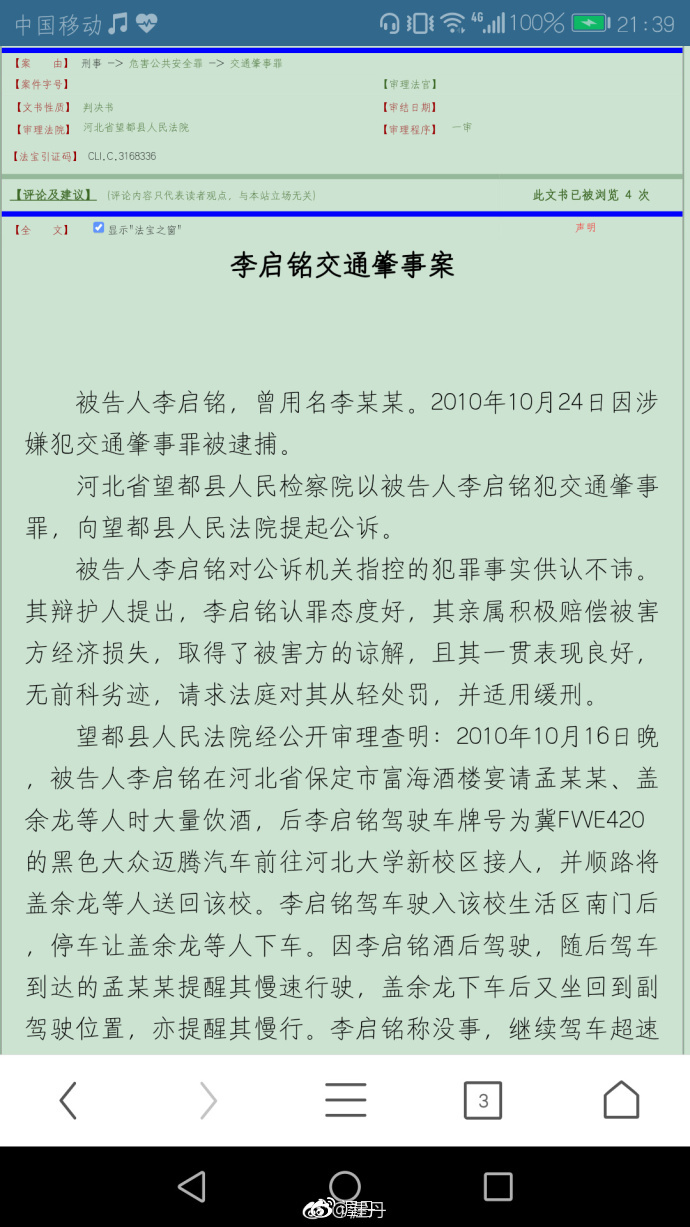 中国移动 4G 100% 21:39
【案 由】 刑事 -> 危害公共安全罪 -> 交通肇事罪
【案件字号】 【审理法官】
【文书性质】 判决书 【审结日期】
【审理法院】 河北省望都县人民法院 【审理程序】 一审
【法宝引证码】 CLI.C.3168336
【评论及建议】 (评论内容只代表读者观点，与本站立场无关) 此文书已被浏览 4 次
【全 文】 显示"法宝之窗" 声明
李启铭交通肇事案
被告人李启铭，曾用名李某某。2010年10月24日因涉
嫌犯交通肇事罪被逮捕。
河北省望都县人民检察院以被告人李启铭犯交通肇事
罪，向望都县人民法院提起公诉。
被告人李启铭对公诉机关指控的犯罪事实供认不讳。
其辩护人提出，李启铭认罪态度好，其亲属积极赔偿被害
方经济损失，取得了被害方的谅解，且其一贯表现良好，
无前科劣迹，请求法庭对其从轻处罚，并适用缓刑。
望都县人民法院经公开审理查明：2010年10月16日晚
，被告人李启铭在河北省保定市富海酒楼宴请孟某某、盖
余龙等人时大量饮酒，后李启铭驾驶车牌号为冀FWE420
的黑色大众迈腾汽车前往河北大学新校区接人，并顺路将
盖余龙等人送回该校。李启铭驾车驶入该校生活区南门后
，停车让盖余龙等人下车。因李启铭酒后驾驶，随后驾车
到达的孟某某提醒其慢速行驶，盖余龙下车后又坐回到副
驾驶位置，亦提醒其慢行。李启铭称没事，继续驾车超速
3